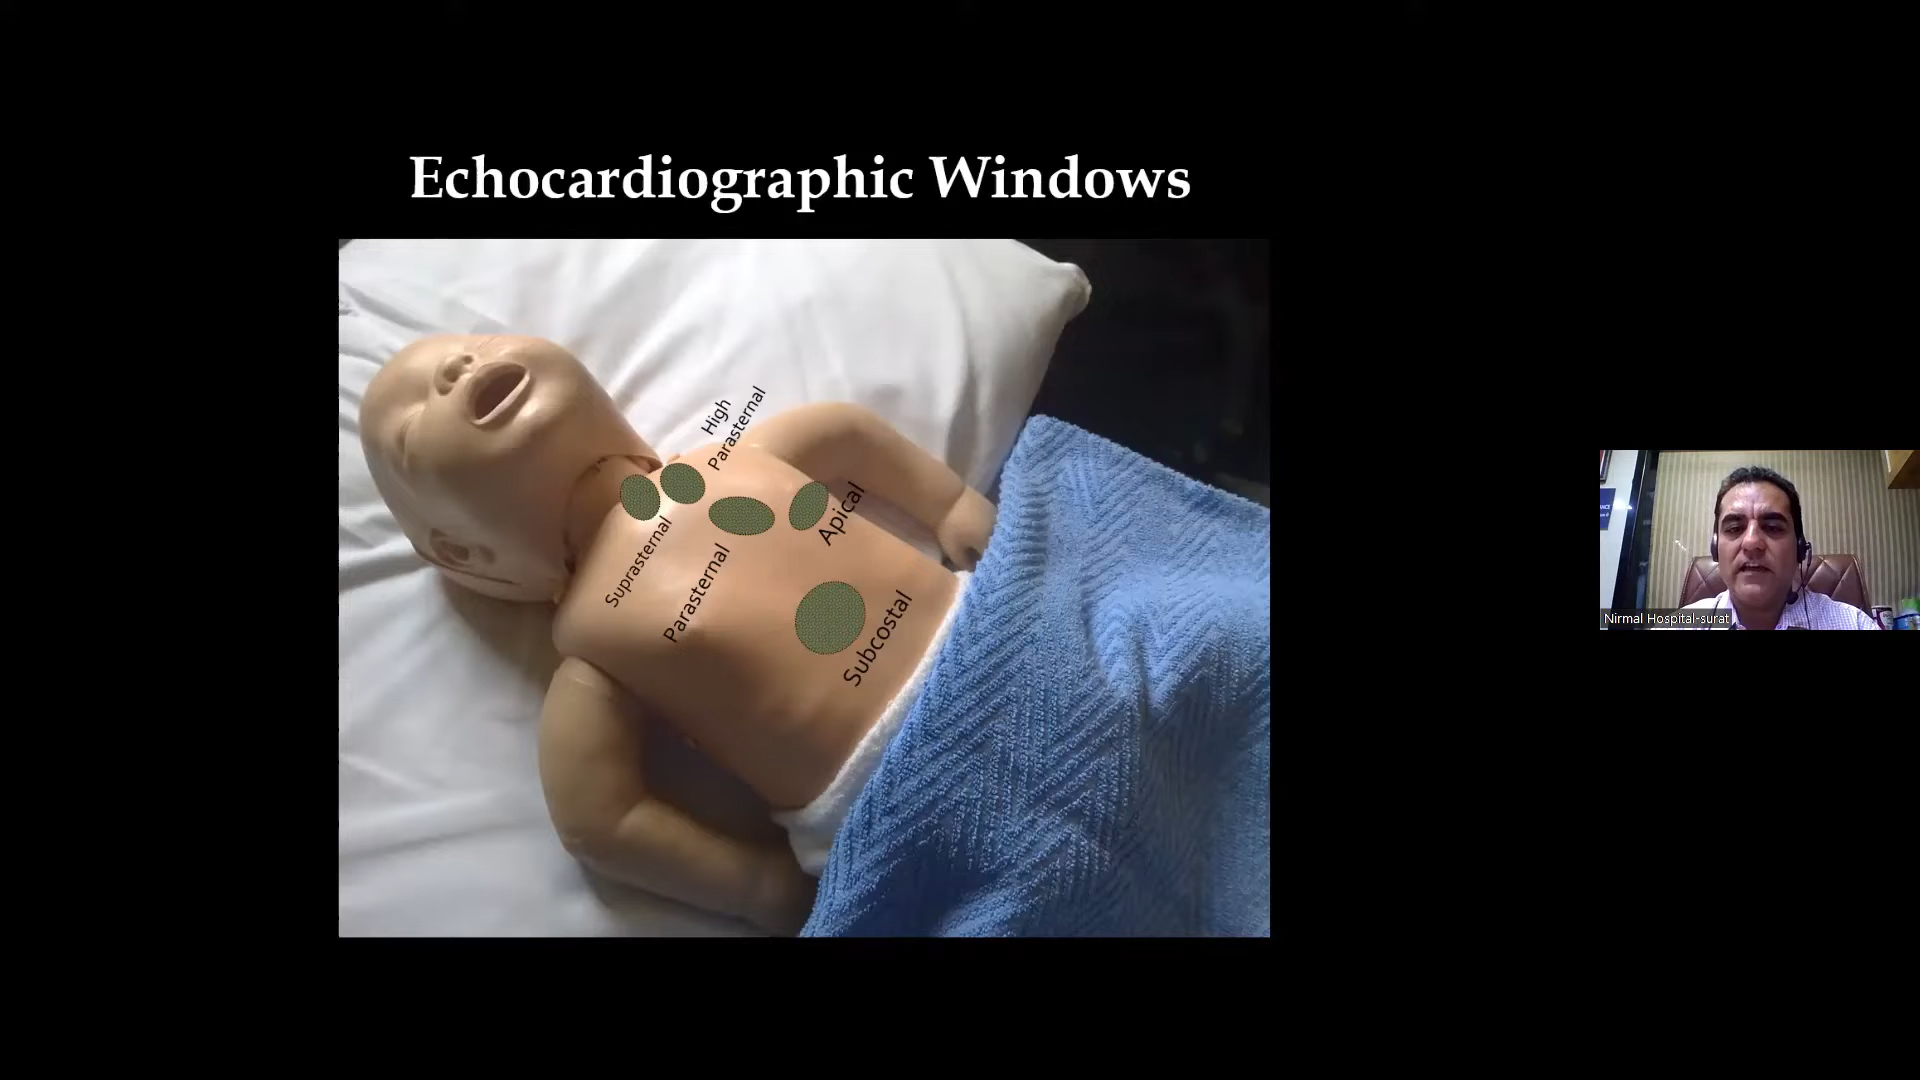 Echocardiographic Windows
High
Parasternal
Suprasternal
Parasternal
Apical
Subcostal
Nirmal Hospital-surat